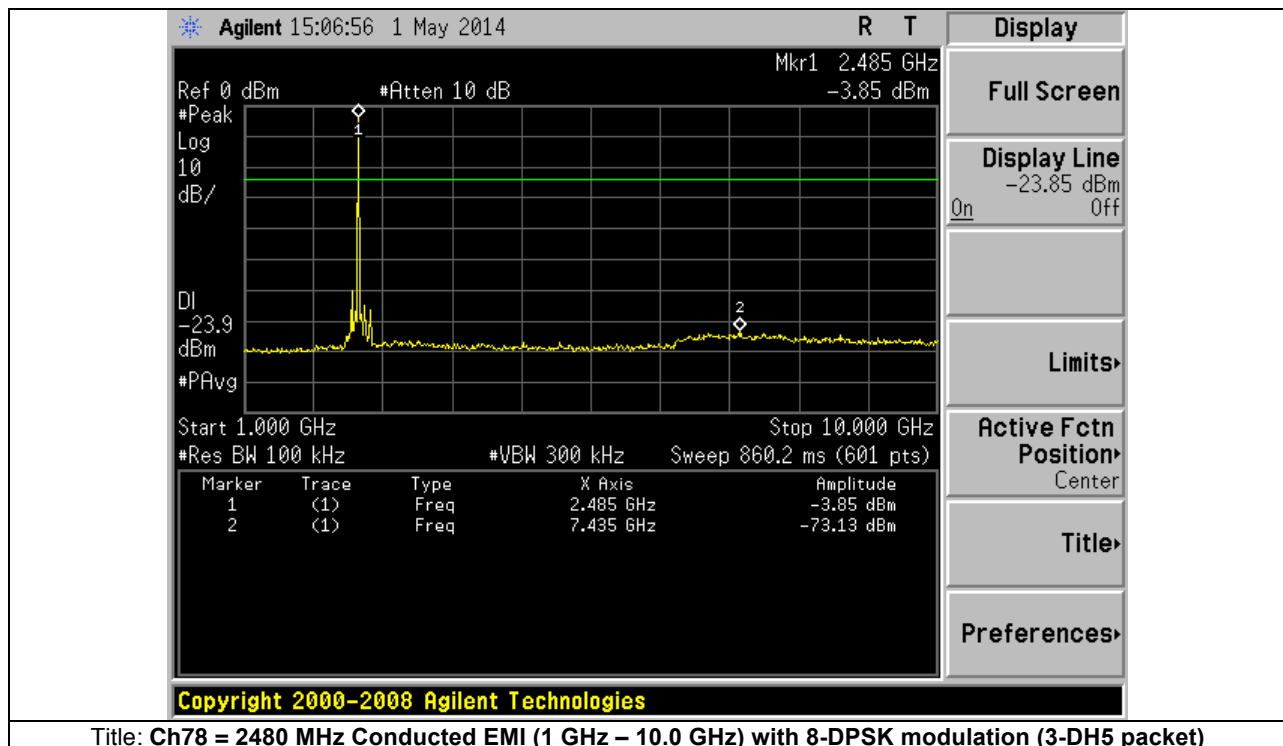 Agilent 15:06:56 1 May 2014 R T
Mkr1 2.485 GHz
Ref 0 dBm #Atten 10 dB -3.85 dBm
#Peak
Log
10
dB/
1
2
DI
-23.9
dBm
#PAvg
Start 1.000 GHz Stop 10.000 GHz
#Res BW 100 kHz #VBW 300 kHz Sweep 860.2 ms (601 pts)
Marker Trace Type X Axis Amplitude
1 (1) Freq 2.485 GHz -3.85 dBm
2 (1) Freq 7.435 GHz -73.13 dBm
Copyright 2000-2008 Agilent Technologies
Display
Full Screen
Display Line
-23.85 dBm
On Off
Limits
Active Fctn
Position
Center
Title
Preferences
Title: Ch78 = 2480 MHz Conducted EMI (1 GHz – 10.0 GHz) with 8-DPSK modulation (3-DH5 packet)